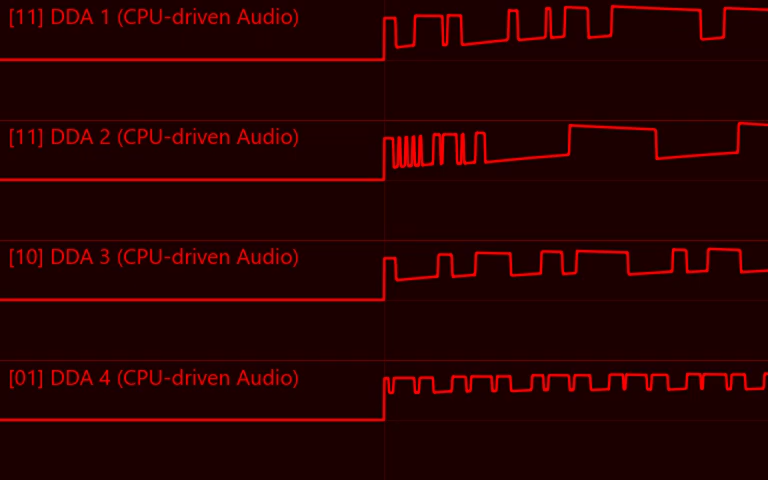 [11] DDA 1 (CPU-driven Audio)
[11] DDA 2 (CPU-driven Audio)
[10] DDA 3 (CPU-driven Audio)
[01] DDA 4 (CPU-driven Audio)